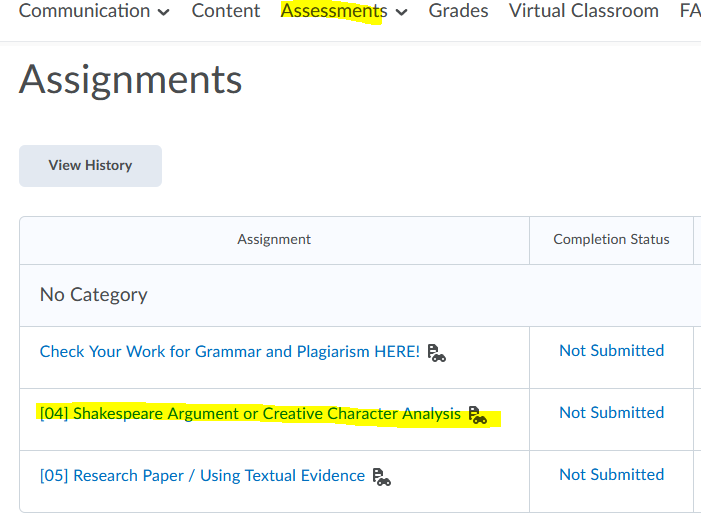 Communication Content Assessments Grades Virtual Classroom FA
Assignments
View History
Assignment Completion Status
No Category
Check Your Work for Grammar and Plagiarism HERE! Not Submitted
[04] Shakespeare Argument or Creative Character Analysis Not Submitted
[05] Research Paper / Using Textual Evidence Not Submitted